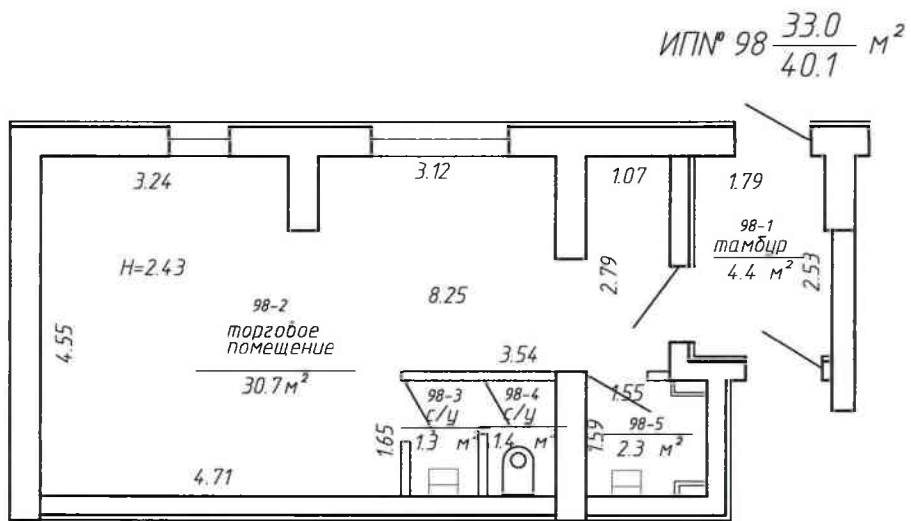 ИП№ 98 33.0 м²
40.1
3.24
3.12
1.07
1.79
98-1
тамбур
4.4 м²
2.53
H=2.43
2.79
98-2
торговое
помещение
30.7 м²
8.25
4.55
3.54
1.55
98-3
с/у
1.3 м²
98-4
с/у
1.4 м²
98-5
2.3 м²
1.65
1.59
4.71